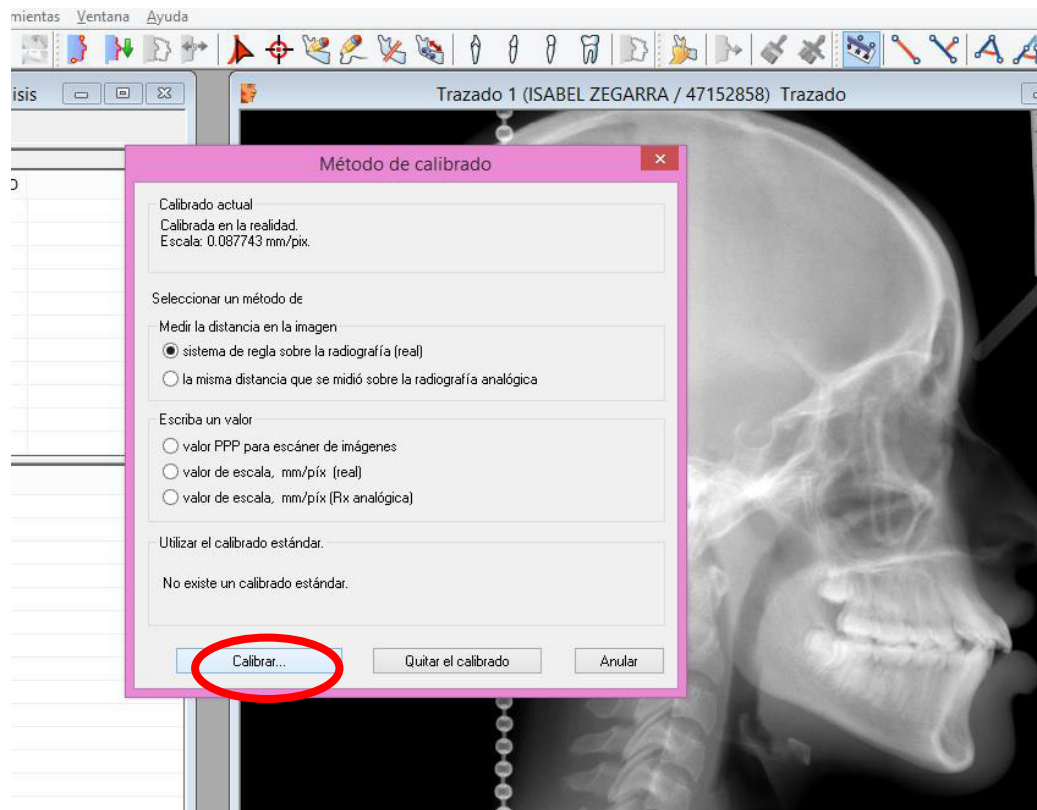 mientas Ventana Ayuda
isis
Trazado 1 (ISABEL ZEGARRA / 47152858) Trazado
Método de calibrado
Calibrado actual
Calibrada en la realidad.
Escala: 0.087743 mm/pix.
Seleccionar un método de
Medir la distancia en la imagen
sistema de regla sobre la radiografía (real)
la misma distancia que se midió sobre la radiografía analógica
Escriba un valor
valor PPP para escáner de imágenes
valor de escala, mm/píx (real)
valor de escala, mm/píx (Rx analógica)
Utilizar el calibrado estándar.
No existe un calibrado estándar.
Calibrar... Quitar el calibrado Anular